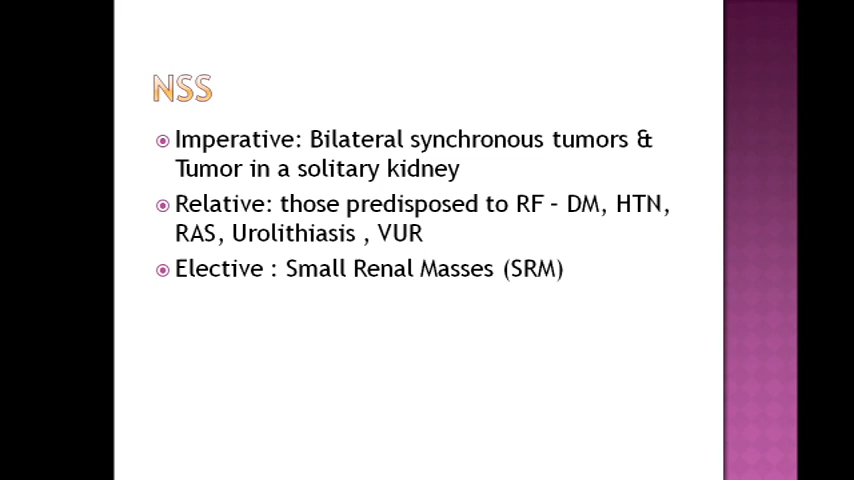 NSS
Imperative: Bilateral synchronous tumors &
Tumor in a solitary kidney
Relative: those predisposed to RF - DM, HTN,
RAS, Urolithiasis , VUR
Elective : Small Renal Masses (SRM)